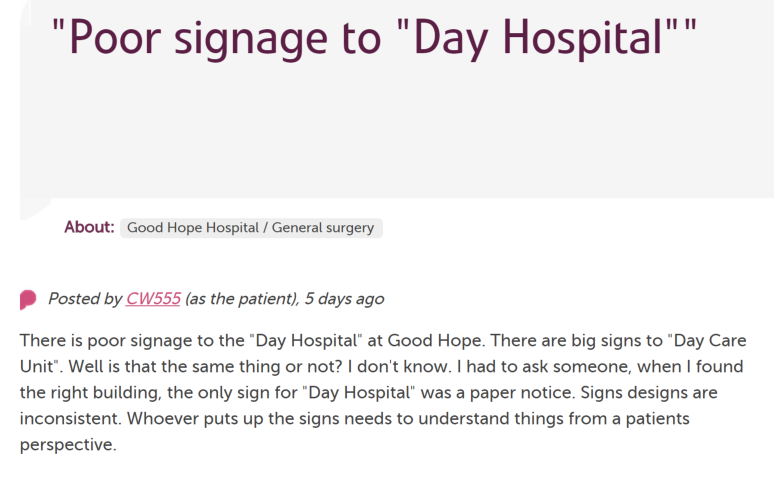 "Poor signage to "Day Hospital""
About: Good Hope Hospital / General surgery
Posted by CW555 (as the patient), 5 days ago
There is poor signage to the "Day Hospital" at Good Hope. There are big signs to "Day Care
Unit". Well is that the same thing or not? I don't know. I had to ask someone, when I found
the right building, the only sign for "Day Hospital" was a paper notice. Signs designs are
inconsistent. Whoever puts up the signs needs to understand things from a patients
perspective.